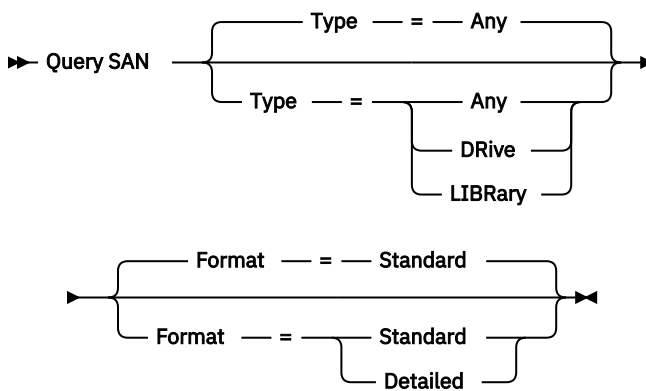 Type = Any
Query SAN
Type = Any
DRive
LIBRary
Format = Standard
Format = Standard
Detailed